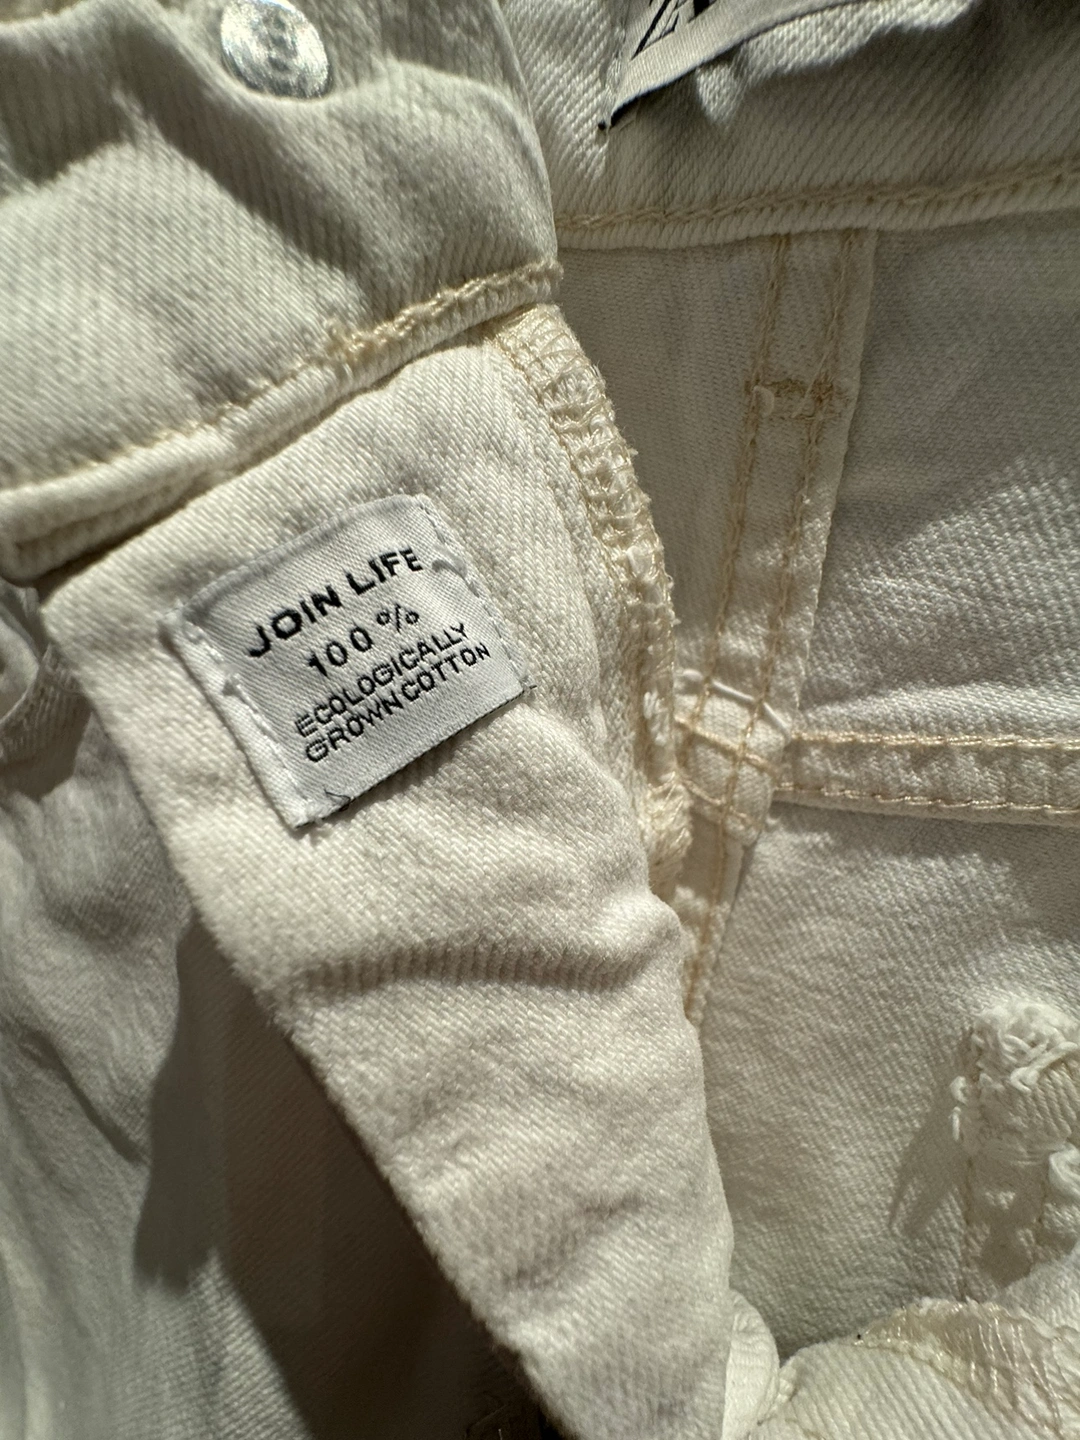 JOIN LIFE
100%
ECOLOGICALLY
GROWN COTTON